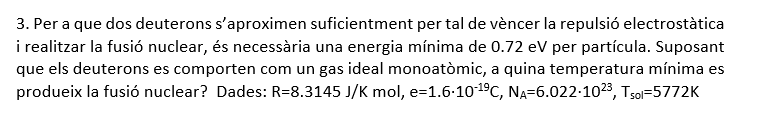 3. Per a que dos deuterons s’aproximen suficientment per tal de vèncer la repulsió electrostàtica
i realitzar la fusió nuclear, és necessària una energia mínima de 0.72 eV per partícula. Suposant
que els deuterons es comporten com un gas ideal monoatòmic, a quina temperatura mínima es
produeix la fusió nuclear?  Dades: R=8.3145 J/K mol, e=1.6·10⁻¹⁹C, Nₐ=6.022·10²³, Tₛₒₗ=5772K